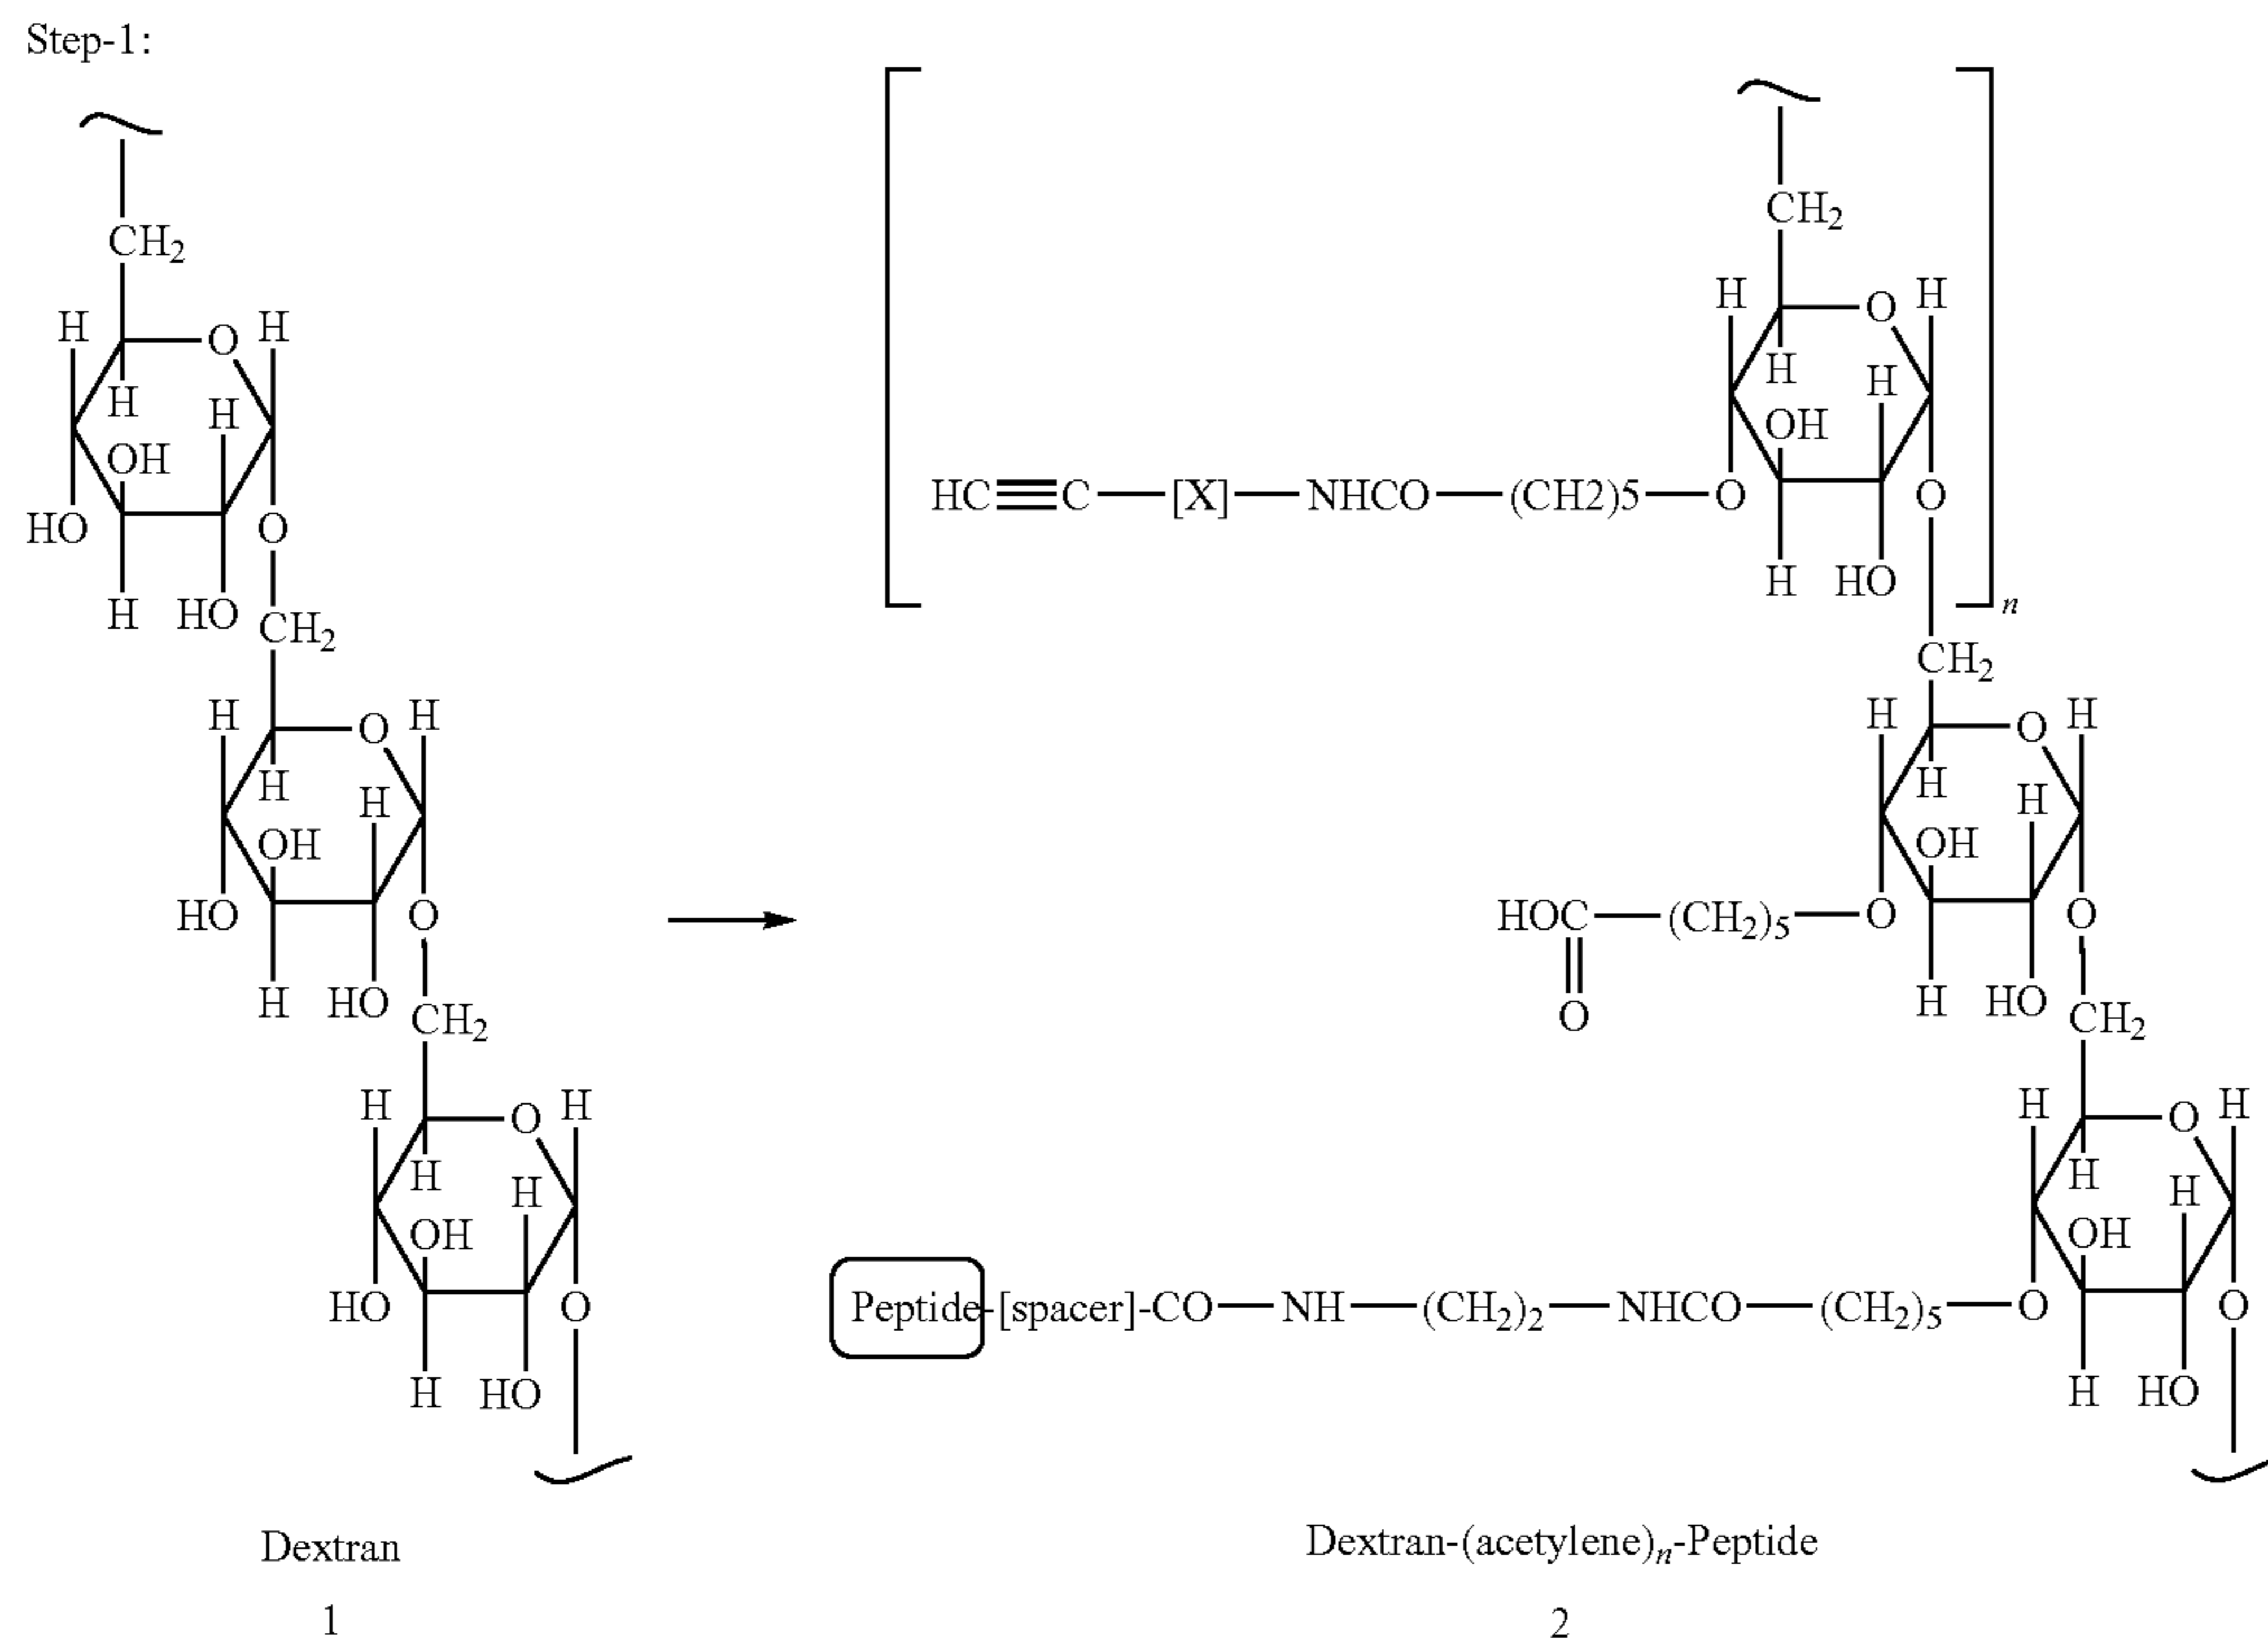 Step-1:
CH2
H O H
H H
OH
HO O
H HO CH2
H O H
H H
OH
HO O
H HO CH2
H O H
H H
OH
HO O
H HO
Dextran
1
CH2
H O H
H H
OH
HC≡C—[X]—NHCO—(CH2)5—O O
H HO n
CH2
H O H
H H
OH
HOC—(CH2)5—O O
O H HO CH2
H O H
H H
OH
Peptide-[spacer]-CO—NH—(CH2)2—NHCO—(CH2)5—O O
H HO
Dextran-(acetylene)n-Peptide
2